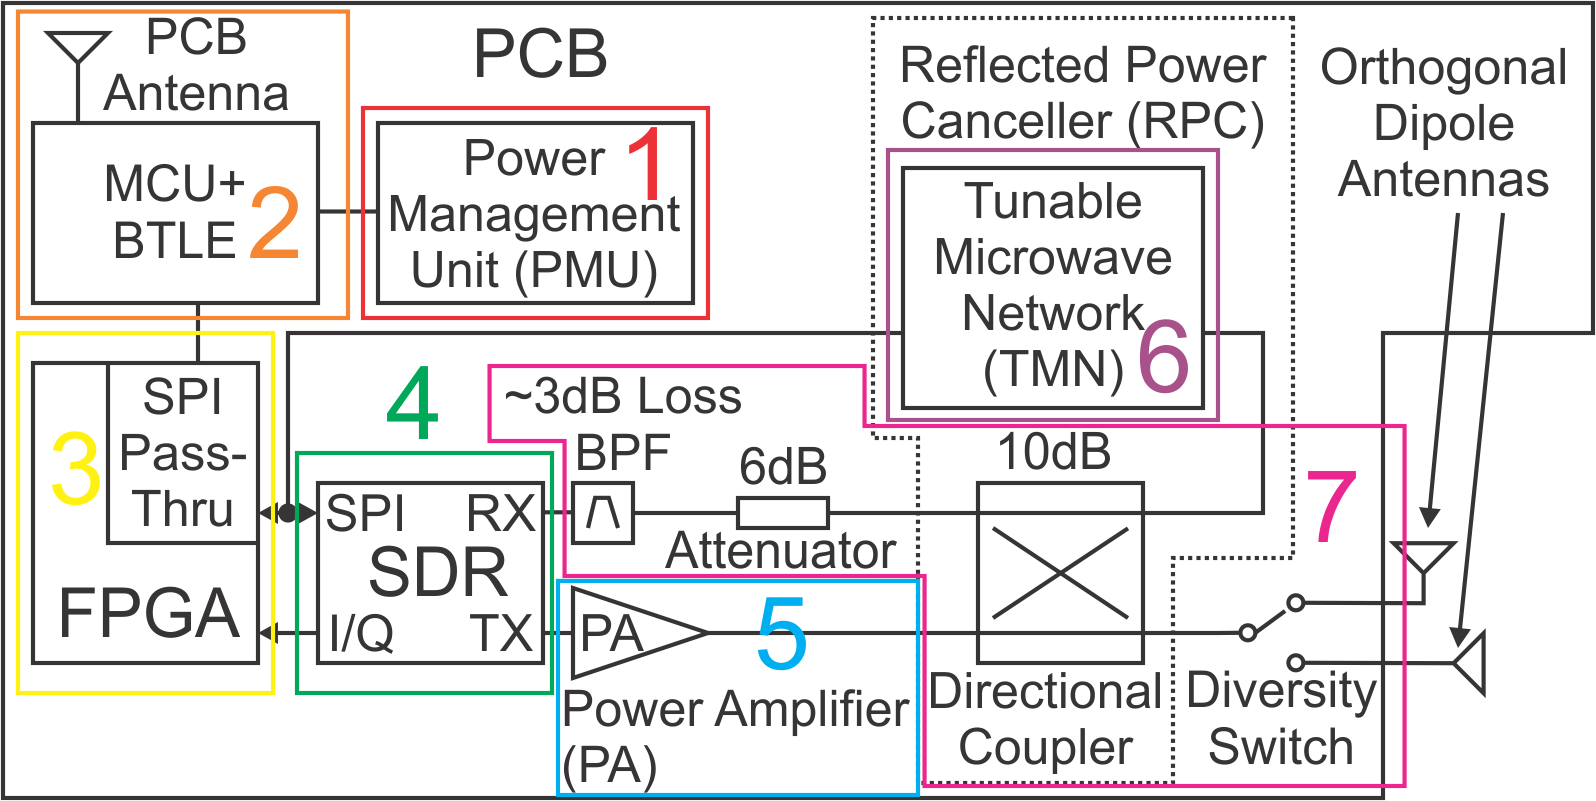 PCB
Antenna
MCU+
BTLE
2
PCB
Power
Management
Unit (PMU)
1
Reflected Power
Canceller (RPC)
Tunable
Microwave
Network
(TMN)
6
Orthogonal
Dipole
Antennas
SPI
Pass-
Thru
3
FPGA
4
SPI RX
SDR
I/Q TX
~3dB Loss
BPF
6dB
Attenuator
10dB
7
PA
5
Power Amplifier
(PA)
Directional
Coupler
Diversity
Switch